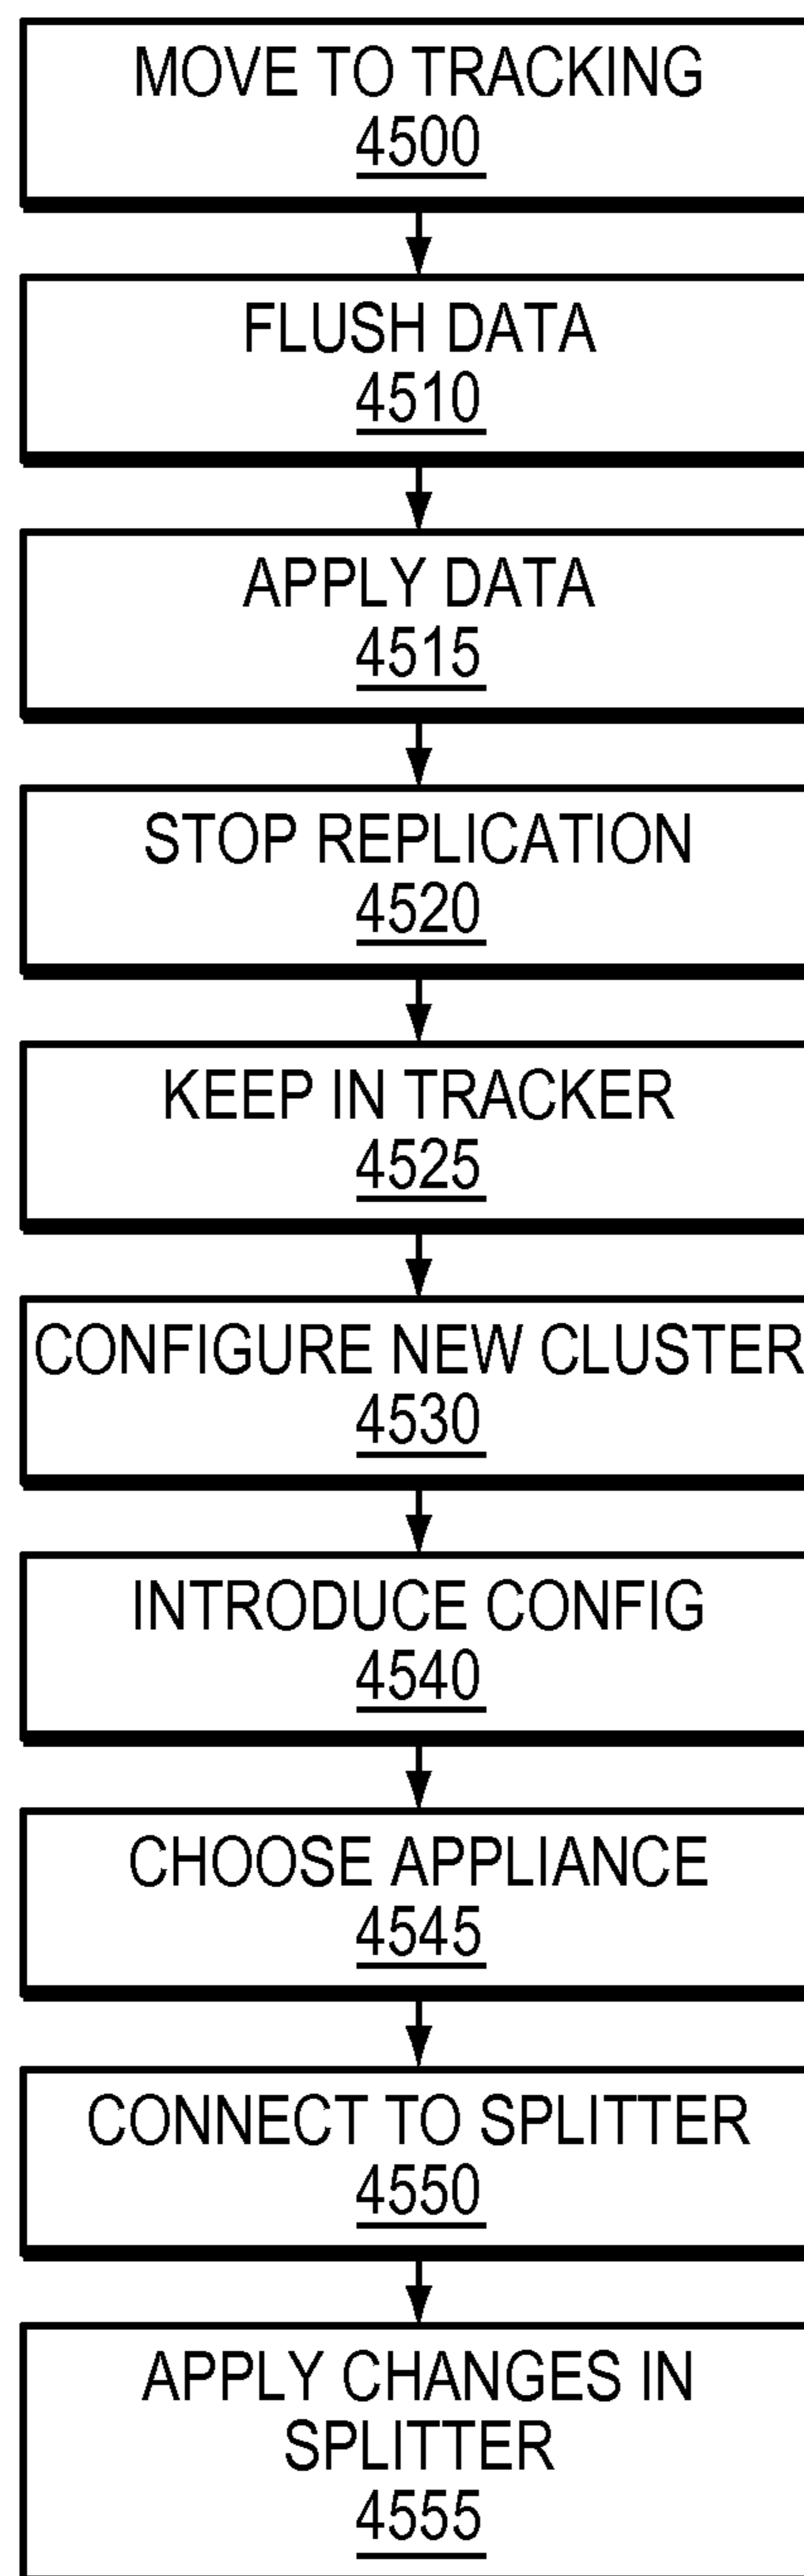 MOVE TO TRACKING
4500
FLUSH DATA
4510
APPLY DATA
4515
STOP REPLICATION
4520
KEEP IN TRACKER
4525
CONFIGURE NEW CLUSTER
4530
INTRODUCE CONFIG
4540
CHOOSE APPLIANCE
4545
CONNECT TO SPLITTER
4550
APPLY CHANGES IN
SPLITTER
4555